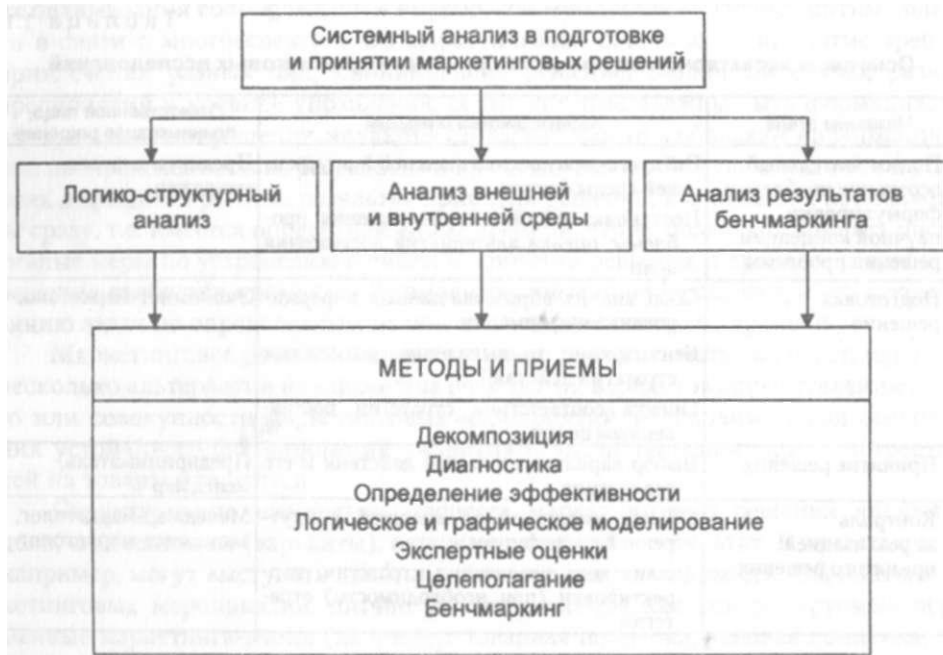 Системный анализ в подготовке
и принятии маркетинговых решений
Логико-структурный
анализ
Анализ внешней
и внутренней среды
Анализ результатов
бенчмаркинга
МЕТОДЫ И ПРИЕМЫ
Декомпозиция
Диагностика
Определение эффективности
Логическое и графическое моделирование
Экспертные оценки
Целеполагание
Бенчмаркинг